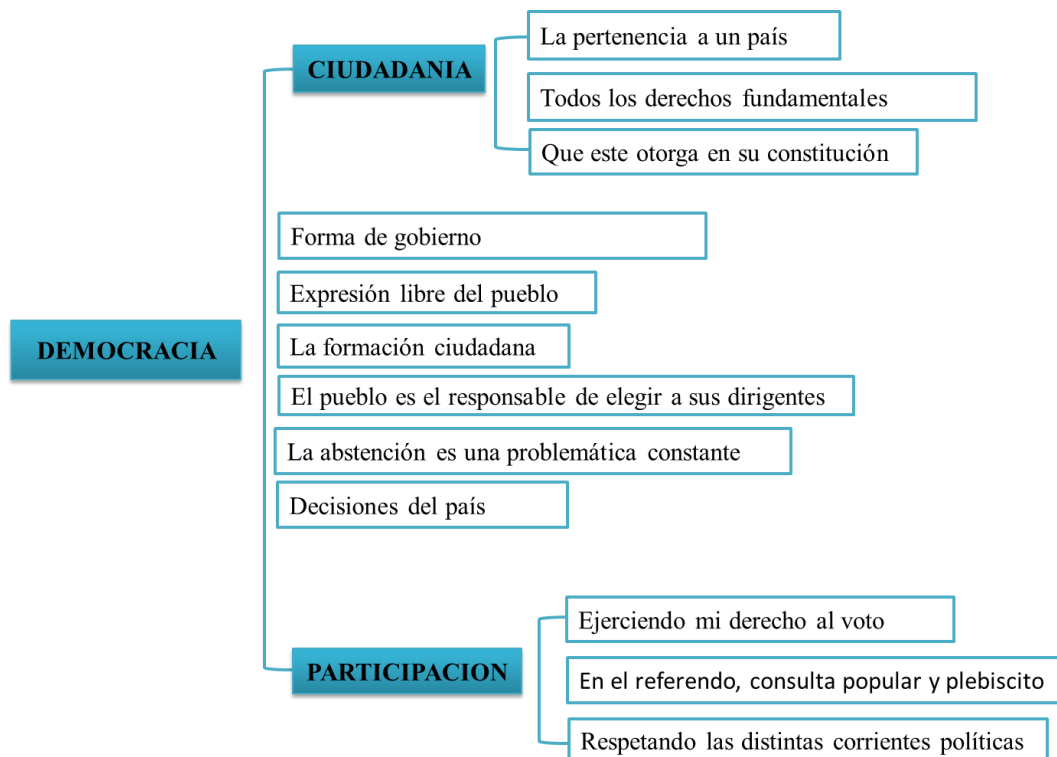 DEMOCRACIA
CIUDADANIA
La pertenencia a un país
Todos los derechos fundamentales
Que este otorga en su constitución
Forma de gobierno
Expresión libre del pueblo
La formación ciudadana
El pueblo es el responsable de elegir a sus dirigentes
La abstención es una problemática constante
Decisiones del país
PARTICIPACION
Ejerciendo mi derecho al voto
En el referendo, consulta popular y plebiscito
Respetando las distintas corrientes políticas